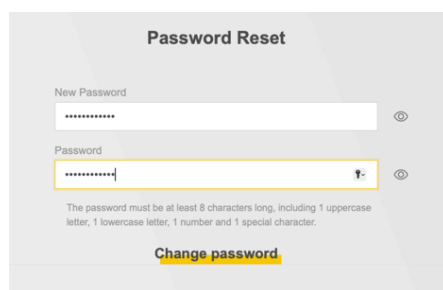 Password Reset
New Password
••••••••••••
Password
••••••••••••
The password must be at least 8 characters long, including 1 uppercase
letter, 1 lowercase letter, 1 number and 1 special character.
Change password